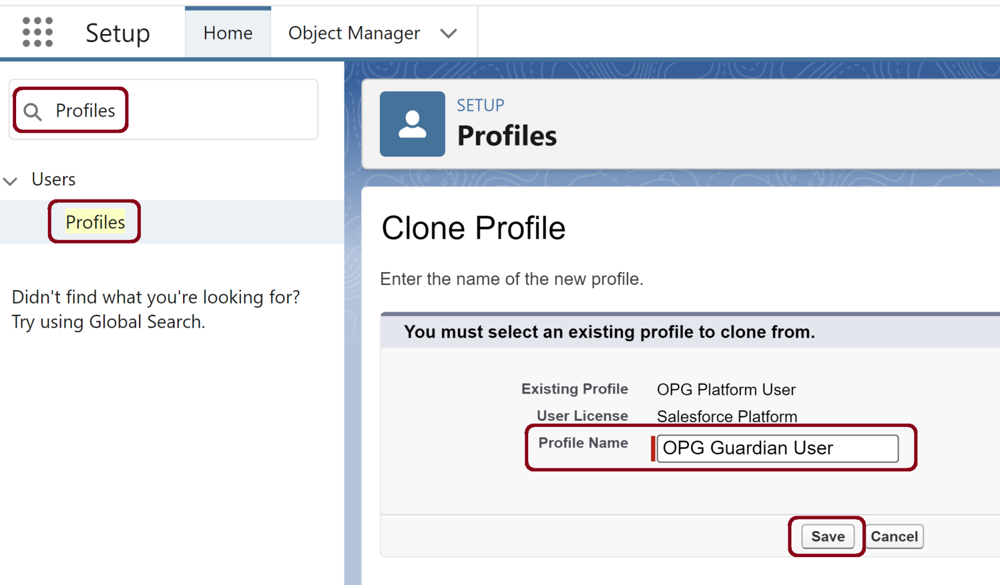 Setup
Home
Object Manager
Profiles
Users
Profiles
Didn't find what you're looking for?
Try using Global Search.
SETUP
Profiles
Clone Profile
Enter the name of the new profile.
You must select an existing profile to clone from.
Existing Profile OPG Platform User
User License Salesforce Platform
Profile Name OPG Guardian User
Save Cancel